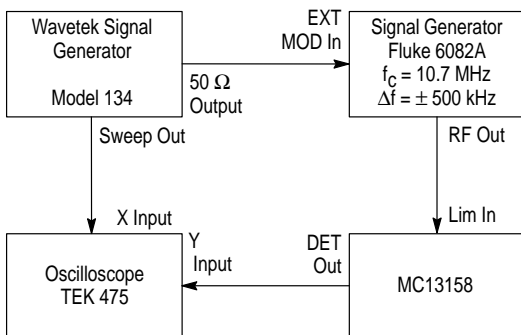 Wavetek Signal
Generator
Model 134
EXT
MOD In
Signal Generator
Fluke 6082A
fC = 10.7 MHz
Δf = ± 500 kHz
50 Ω
Output
Sweep Out
RF Out
X Input
Y
Input
DET
Out
Lim In
Oscilloscope
TEK 475
MC13158